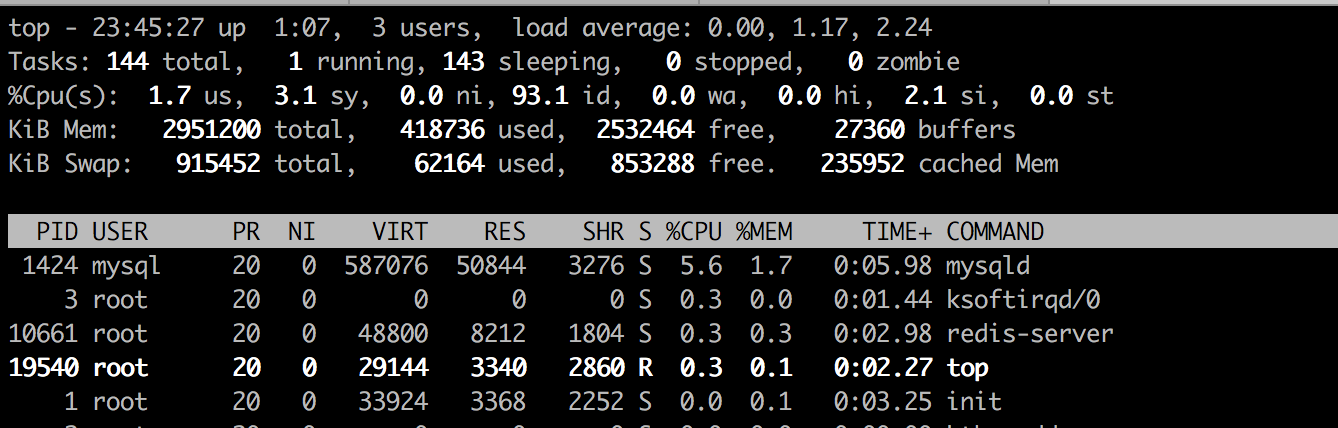 top - 23:45:27 up  1:07,  3 users,  load average: 0.00, 1.17, 2.24
Tasks: 144 total,   1 running, 143 sleeping,   0 stopped,   0 zombie
%Cpu(s):  1.7 us,  3.1 sy,  0.0 ni, 93.1 id,  0.0 wa,  0.0 hi,  2.1 si,  0.0 st
KiB Mem:   2951200 total,   418736 used,  2532464 free,    27360 buffers
KiB Swap:   915452 total,    62164 used,   853288 free.   235952 cached Mem
  PID USER      PR  NI    VIRT    RES    SHR S %CPU %MEM     TIME+ COMMAND
 1424 mysql     20   0  587076  50844   3276 S  5.6  1.7   0:05.98 mysqld
    3 root      20   0       0      0      0 S  0.3  0.0   0:01.44 ksoftirqd/0
10661 root      20   0   48800   8212   1804 S  0.3  0.3   0:02.98 redis-server
19540 root      20   0   29144   3340   2860 R  0.3  0.1   0:02.27 top
    1 root      20   0   33924   3368   2252 S  0.0  0.1   0:03.25 init